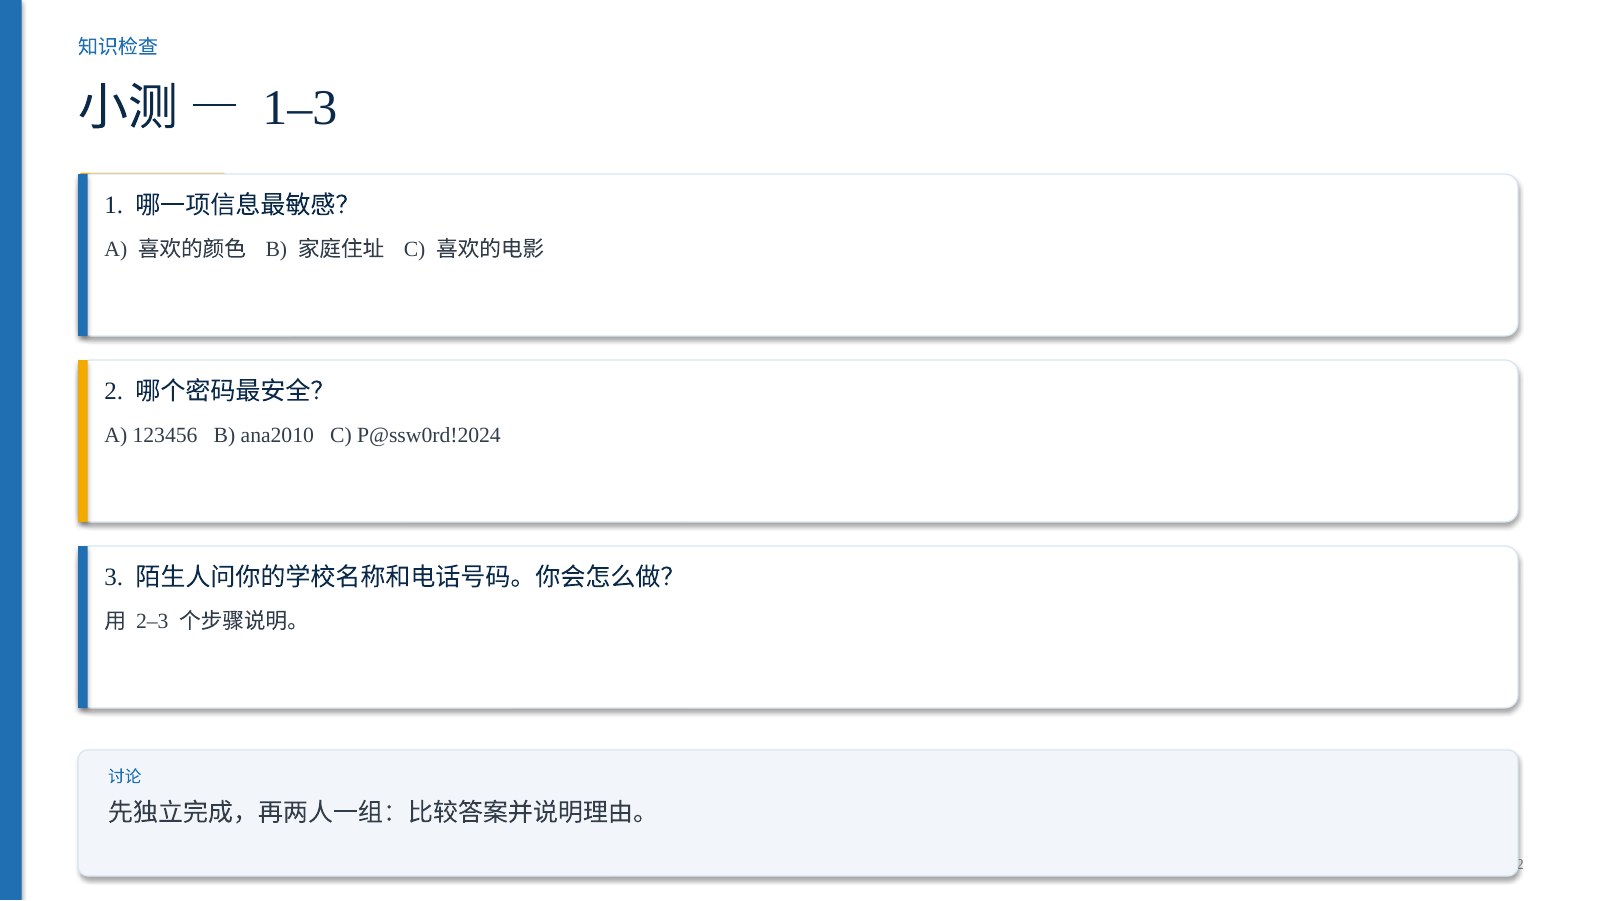 知识检查
小测 — 1–3
1. 哪一项信息最敏感？
A) 喜欢的颜色 B) 家庭住址 C) 喜欢的电影
2. 哪个密码最安全？
A) 123456 B) ana2010 C) P@ssw0rd!2024
3. 陌生人问你的学校名称和电话号码。你会怎么做？
用 2–3 个步骤说明。
讨论
先独立完成，再两人一组：比较答案并说明理由。
2